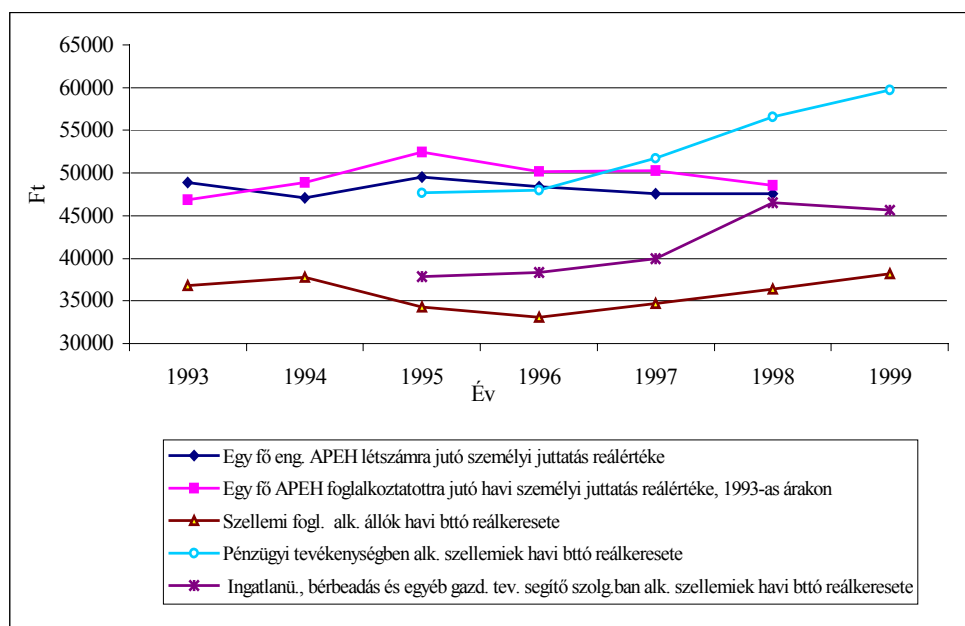 65000
60000
55000
50000
45000
40000
35000
30000
Ft
1993 1994 1995 1996 1997 1998 1999
Év
Egy fő eng. APEH létszámra jutó személyi juttatás reálértéke
Egy fő APEH foglalkoztatottra jutó havi személyi juttatás reálértéke, 1993-as árakon
Szellemi fogl. alk. állók havi bttó reálkeresete
Pénzügyi tevékenységben alk. szellemiek havi bttó reálkeresete
Ingatlanü., bérbeadás és egyéb gazd. tev. segítő szolg.ban alk. szellemiek havi bttó reálkeresete